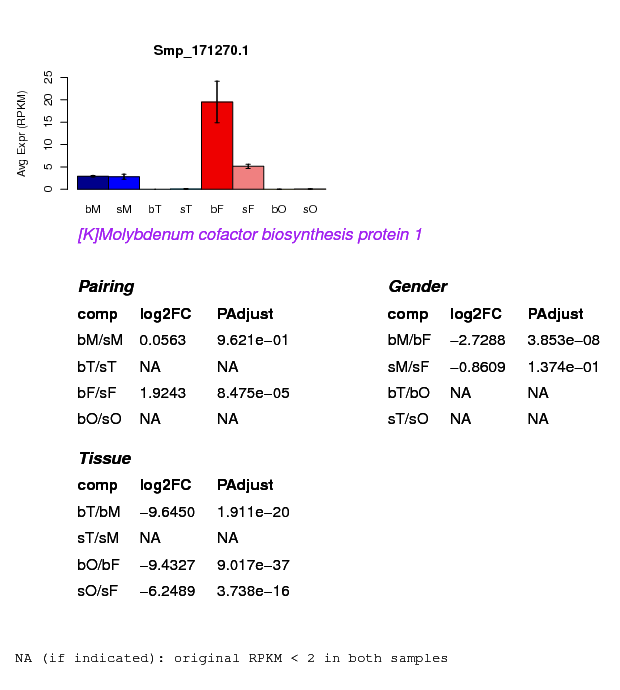 Smp_171270.1
Avg Expr (RPKM)
0 5 10 15 20 25
bM sM bT sT bF sF bO sO
[K]Molybdenum cofactor biosynthesis protein 1
Pairing
comp log2FC PAdjust
bM/sM 0.0563 9.621e−01
bT/sT NA NA
bF/sF 1.9243 8.475e−05
bO/sO NA NA
Gender
comp log2FC PAdjust
bM/bF −2.7288 3.853e−08
sM/sF −0.8609 1.374e−01
bT/bO NA NA
sT/sO NA NA
Tissue
comp log2FC PAdjust
bT/bM −9.6450 1.911e−20
sT/sM NA NA
bO/bF −9.4327 9.017e−37
sO/sF −6.2489 3.738e−16
NA (if indicated): original RPKM < 2 in both samples